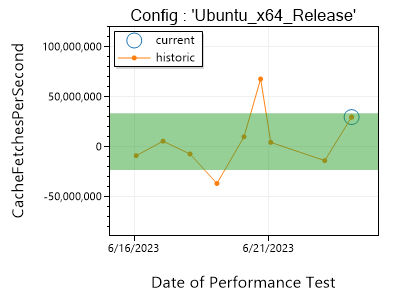 Config : 'Ubuntu_x64_Release'
current
historic
100,000,000
50,000,000
0
-50,000,000
CacheFetchesPerSecond
6/16/2023
6/21/2023
Date of Performance Test